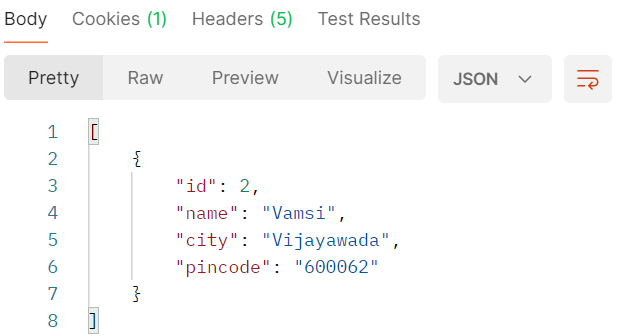 Body Cookies (1) Headers (5) Test Results
Pretty Raw Preview Visualize JSON
1 [
2 {
3 "id": 2,
4 "name": "Vamsi",
5 "city": "Vijayawada",
6 "pincode": "600062"
7 }
8 ]